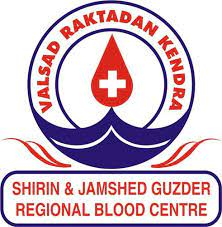 VALSAD RAKTADAN KENDRA
SHIRIN & JAMSHED GUZDER
REGIONAL BLOOD CENTRE